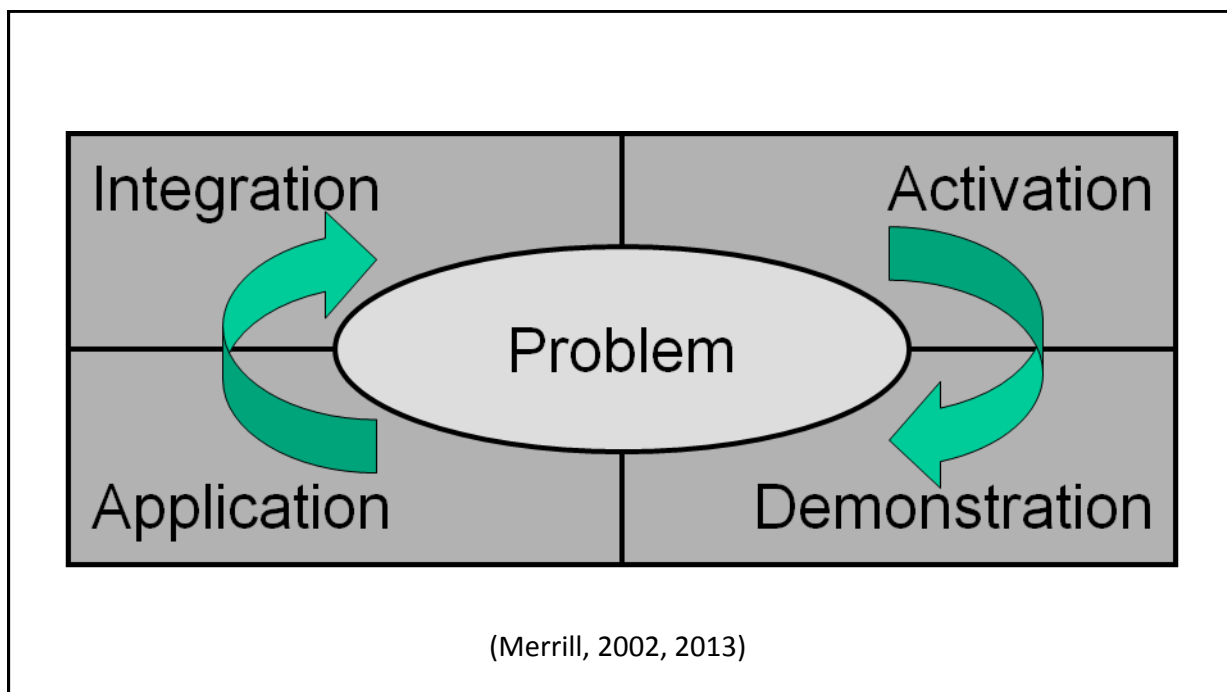 Integration
Activation
Problem
Application
Demonstration
(Merrill, 2002, 2013)